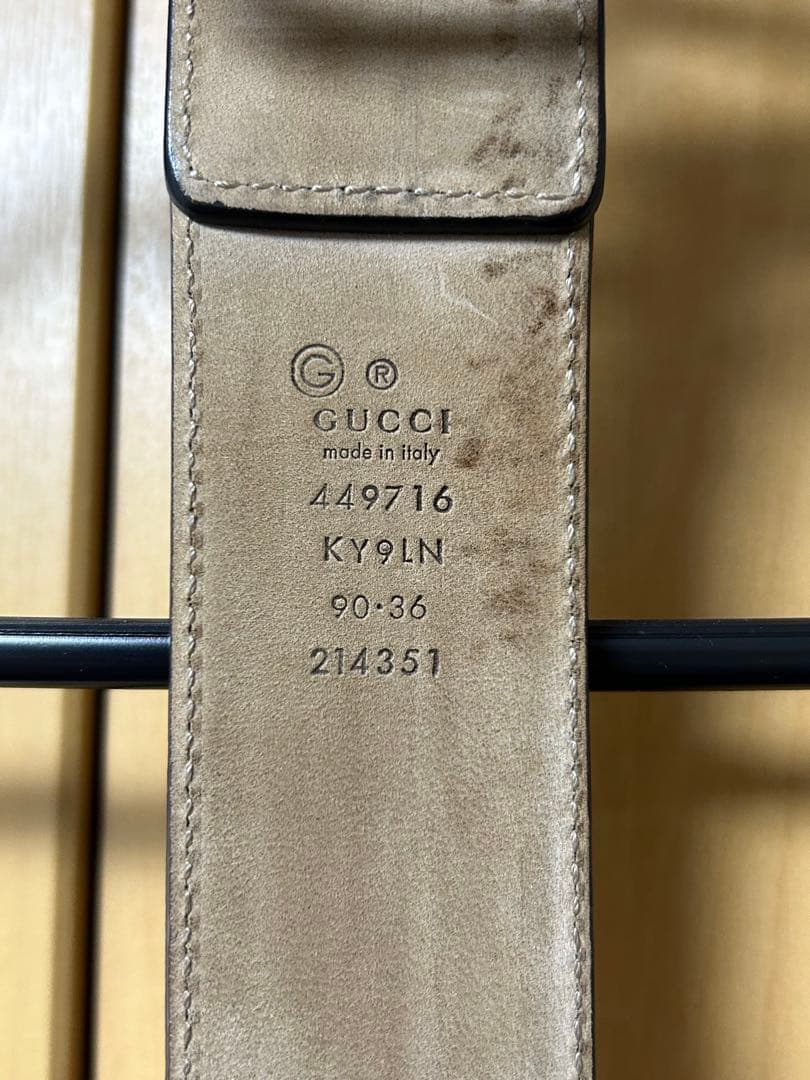 G ®
GUCCI
made in italy
449716
KY9LN
90·36
214351